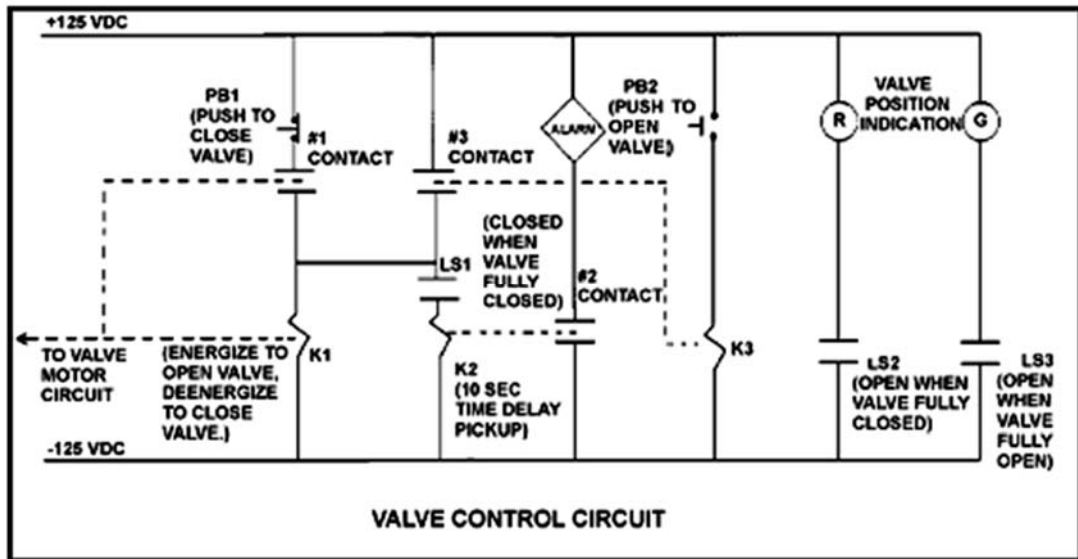 +125 VDC
PB1
(PUSH TO
CLOSE
VALVE)
#1
CONTACT
#3
CONTACT
ALARM
PB2
(PUSH TO
OPEN
VALVE.)
R
VALVE
POSITION
INDICATION
G
(CLOSED
WHEN
VALVE
FULLY
CLOSED)
LS1
#2
CONTACT
TO VALVE
MOTOR
CIRCUIT
(ENERGIZE TO
OPEN VALVE,
DEENERGIZE
TO CLOSE
VALVE.)
K1
K2
(10 SEC
TIME DELAY
PICKUP)
K3
LS2
(OPEN WHEN
VALVE FULLY
CLOSED)
LS3
(OPEN
WHEN
VALVE
FULLY
OPEN)
-125 VDC
VALVE CONTROL CIRCUIT